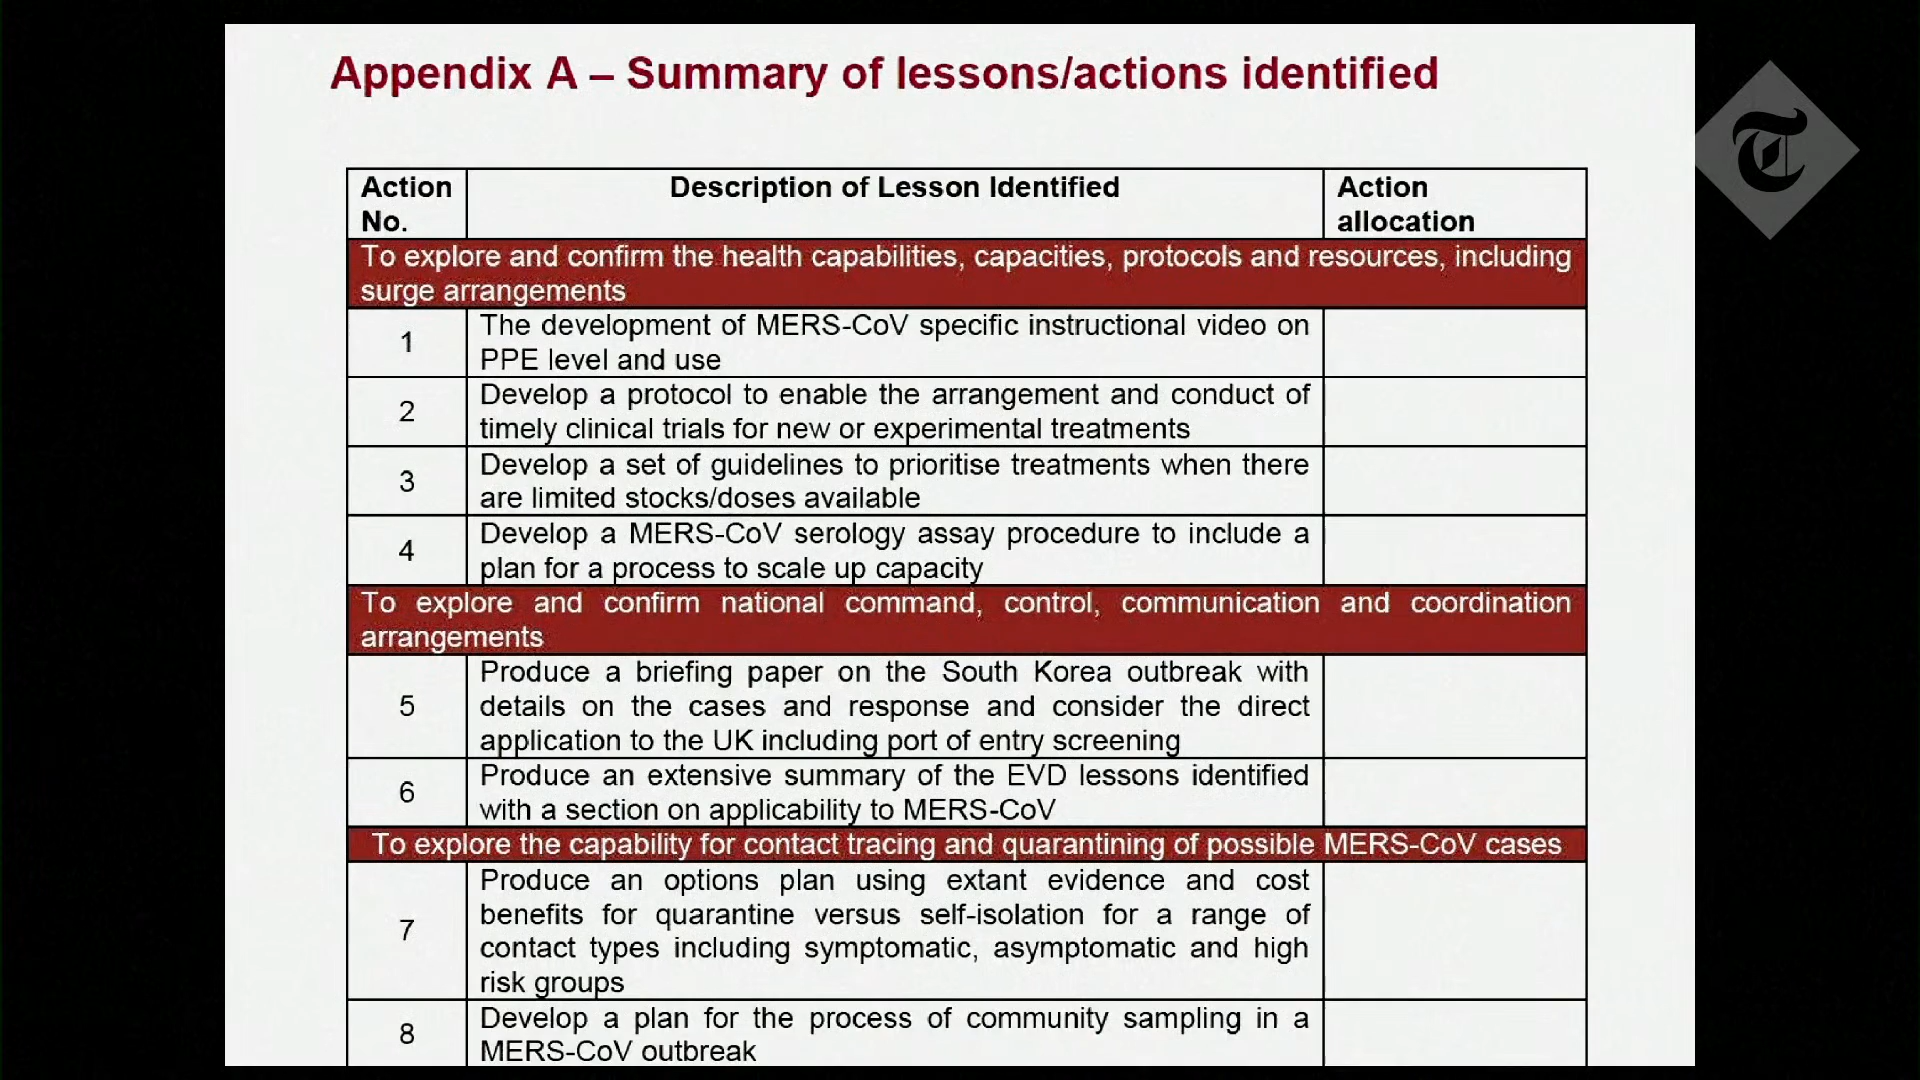 Appendix A – Summary of lessons/actions identified
Action No.
Description of Lesson Identified
Action allocation
To explore and confirm the health capabilities, capacities, protocols and resources, including
surge arrangements
1
The development of MERS-CoV specific instructional video on
PPE level and use
2
Develop a protocol to enable the arrangement and conduct of
timely clinical trials for new or experimental treatments
3
Develop a set of guidelines to prioritise treatments when there
are limited stocks/doses available
4
Develop a MERS-CoV serology assay procedure to include a
plan for a process to scale up capacity
To explore and confirm national command, control, communication and coordination
arrangements
5
Produce a briefing paper on the South Korea outbreak with
details on the cases and response and consider the direct
application to the UK including port of entry screening
6
Produce an extensive summary of the EVD lessons identified
with a section on applicability to MERS-CoV
To explore the capability for contact tracing and quarantining of possible MERS-CoV cases
7
Produce an options plan using extant evidence and cost
benefits for quarantine versus self-isolation for a range of
contact types including symptomatic, asymptomatic and high
risk groups
8
Develop a plan for the process of community sampling in a
MERS-CoV outbreak
T